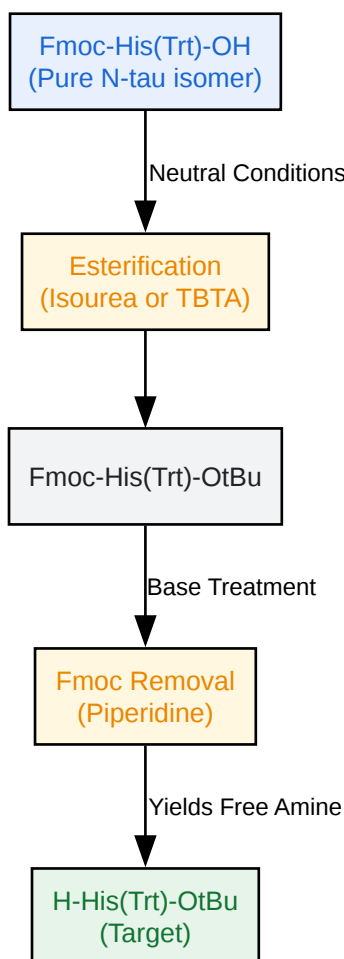 Fmoc-His(Trt)-OH
(Pure N-tau isomer)
Neutral Conditions
Esterification
(Isourea or TBTA)
Fmoc-His(Trt)-OtBu
Base Treatment
Fmoc Removal
(Piperidine)
Yields Free Amine
H-His(Trt)-OtBu
(Target)